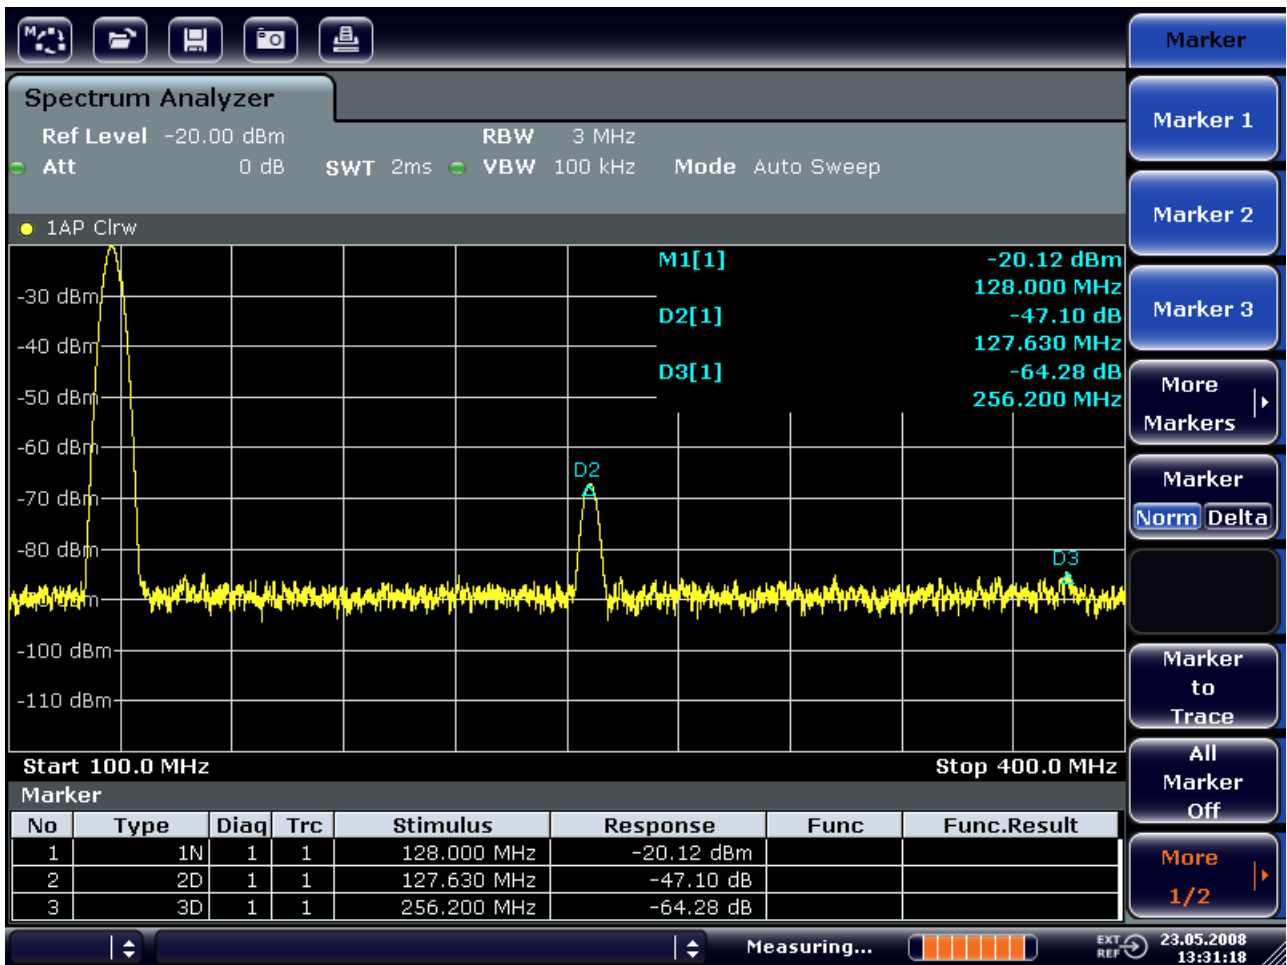 M
Marker
Spectrum Analyzer
Ref Level -20.00 dBm RBW 3 MHz
Att 0 dB SWT 2ms VBW 100 kHz Mode Auto Sweep
1AP Clrw
M1[1] -20.12 dBm
128.000 MHz
D2[1] -47.10 dB
127.630 MHz
D3[1] -64.28 dB
256.200 MHz
-30 dBm
-40 dBm
-50 dBm
-60 dBm
-70 dBm
-80 dBm
-100 dBm
-110 dBm
D2
D3
Start 100.0 MHz Stop 400.0 MHz
Marker
No Type Diag Trc Stimulus Response Func Func.Result
1 1N 1 1 128.000 MHz -20.12 dBm
2 2D 1 1 127.630 MHz -47.10 dB
3 3D 1 1 256.200 MHz -64.28 dB
Marker 1
Marker 2
Marker 3
More
Markers
Marker
Norm Delta
Marker
to
Trace
All
Marker
Off
More
1/2
Measuring...
EXT
REF
23.05.2008
13:31:18